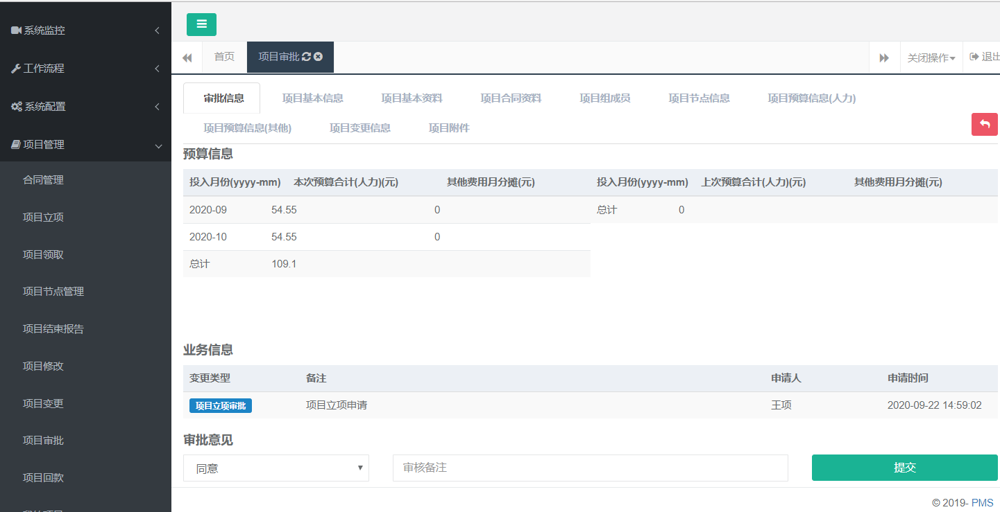 系统监控
工作流程
系统配置
项目管理
合同管理
项目立项
项目领取
项目节点管理
项目结束报告
项目修改
项目变更
项目审批
项目回款
首页 项目审批 关闭操作 退出
审批信息 项目基本信息 项目基本资料 项目合同资料 项目组成员 项目节点信息 项目预算信息(人力)
项目预算信息(其他) 项目变更信息 项目附件
预算信息
投入月份(yyyy-mm) 本次预算合计(人力)(元) 其他费用月分摊(元) 投入月份(yyyy-mm) 上次预算合计(人力)(元) 其他费用月分摊(元)
2020-09 54.55 0 总计 0
2020-10 54.55 0
总计 109.1
业务信息
变更类型 备注 申请人 申请时间
项目立项审批 项目立项申请 王项 2020-09-22 14:59:02
审批意见
同意 审核备注 提交
© 2019- PMS